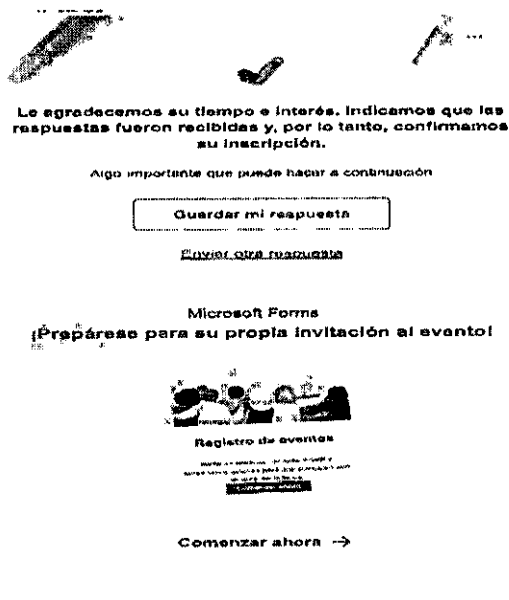 Le agradecemos su tiempo e interés. Indicamos que las
respuestas fueron recibidas y, por lo tanto, confirmamos
su inscripción.
Algo importante que puede hacer a continuación
Guardar mi respuesta
Enviar otra respuesta
Microsoft Forms
¡Prepárese para su propia invitación al evento!
Registro de eventos
Comenzar ahora →